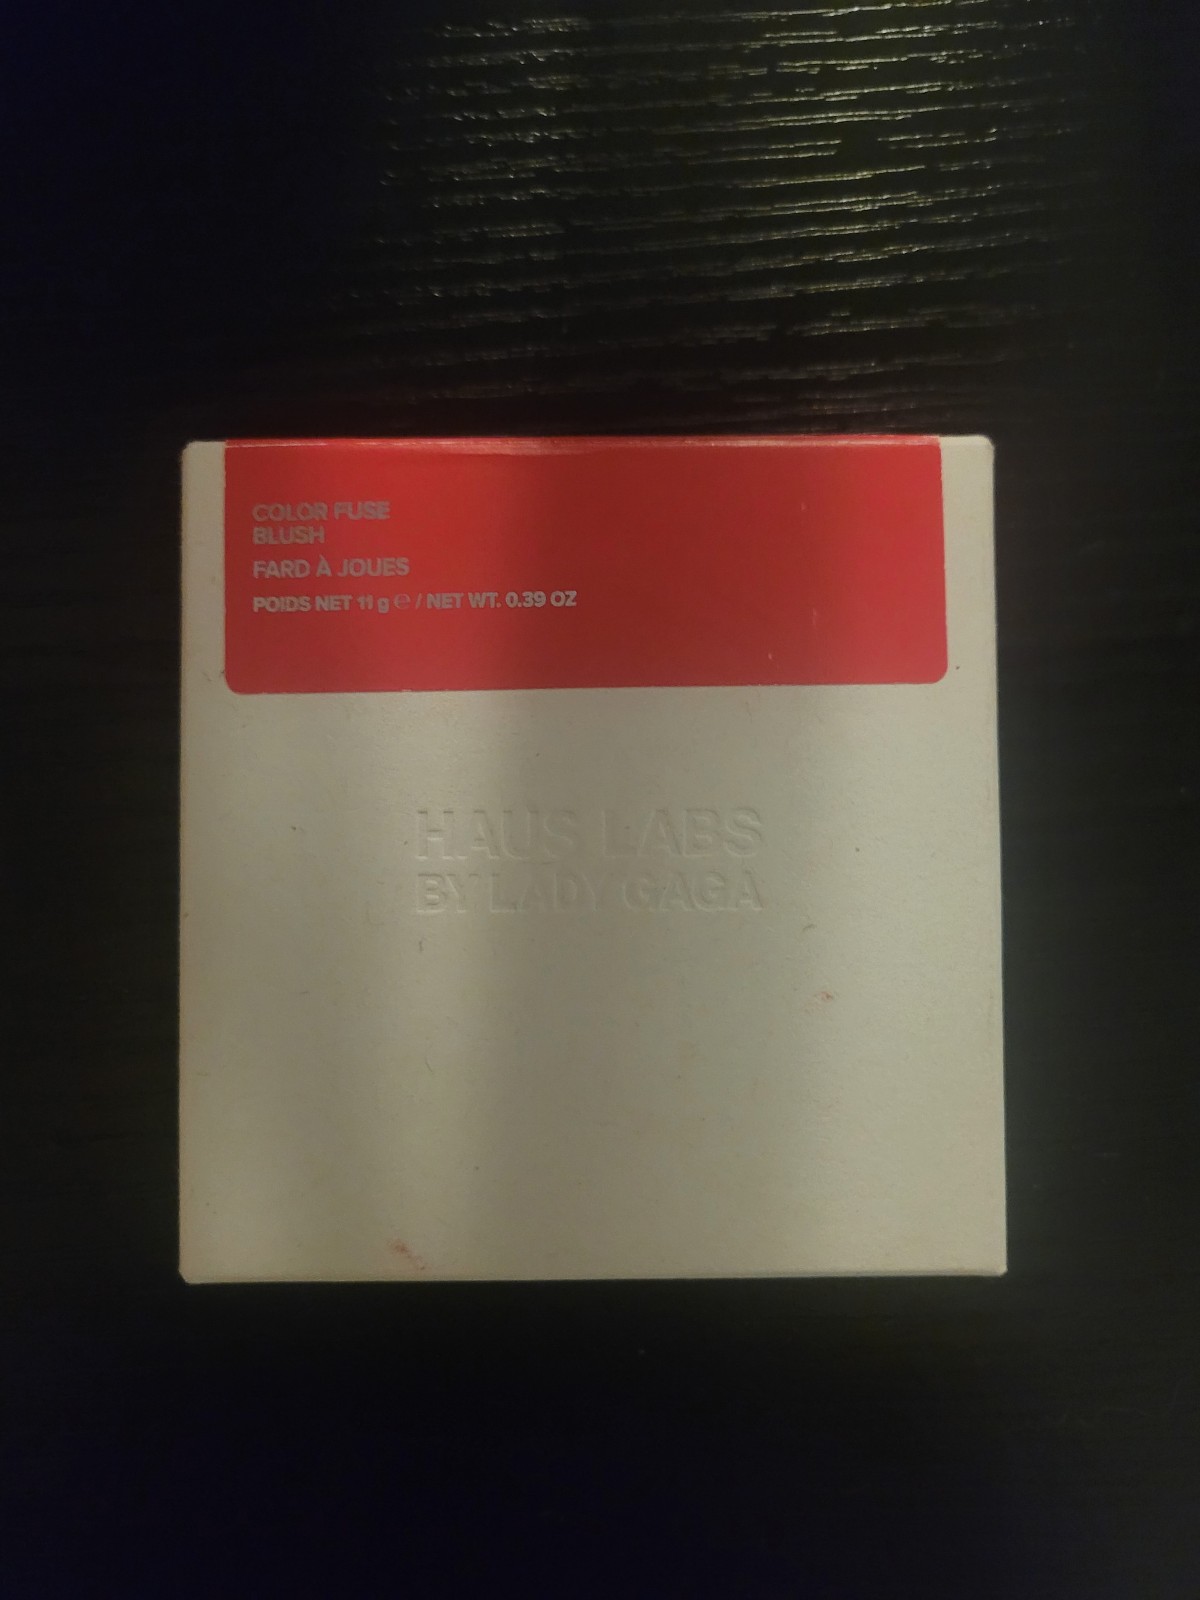 COLOR FUSE
BLUSH
FARD À JOUES
POIDS NET 11 g ℮ / NET WT. 0.39 OZ
HAUS LABS
BY LADY GAGA